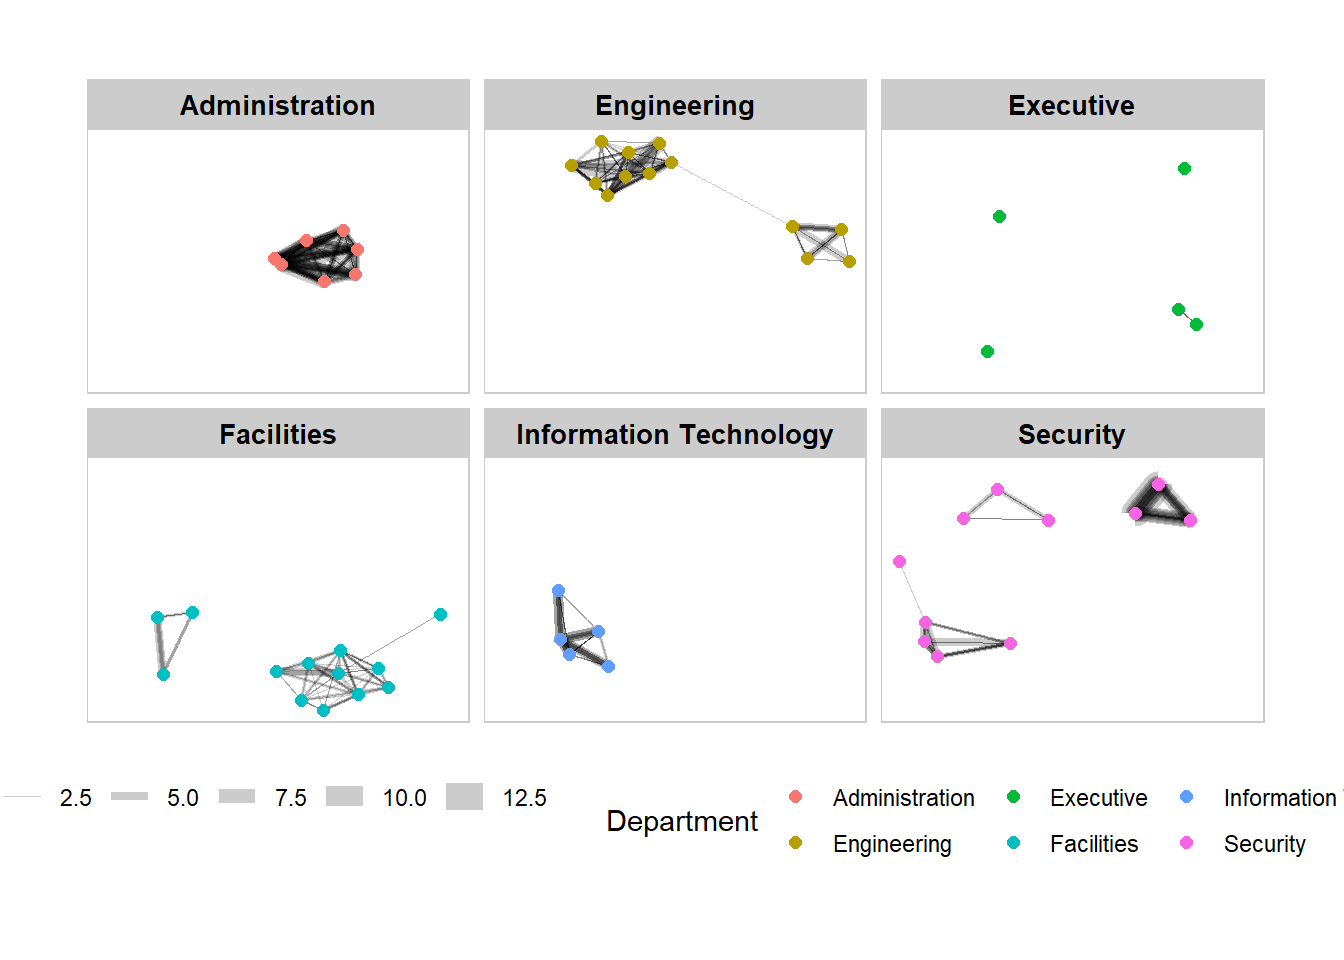 Administration
Engineering
Executive
Facilities
Information Technology
Security
2.5 5.0 7.5 10.0 12.5
Department
Administration Executive Information
Engineering Facilities Security